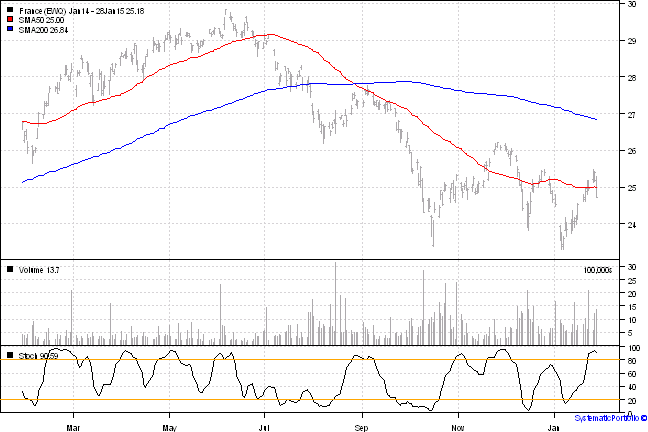 France (EWQ) Jan14 - 28Jan15 25.18
SMA50 25.00
SMA200 26.84
30
29
28
27
26
25
24
Volume 13.7
100,000s
30
25
20
15
10
5
Stoch 90.59
100
80
60
40
20
0
Mar
May
Jul
Sep
Nov
Jan
SystematicPortfolio ©